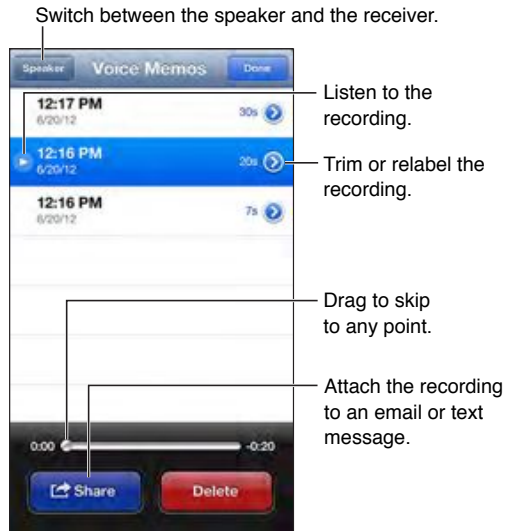 Switch between the speaker and the receiver.
Speaker Voice Memos Done
12:17 PM
6/20/12
30s
Listen to the
recording.
12:16 PM
6/20/12
20s
Trim or relabel the
recording.
12:16 PM
6/20/12
7s
Drag to skip
to any point.
Attach the recording
to an email or text
message.
0:00 -0:20
Share Delete